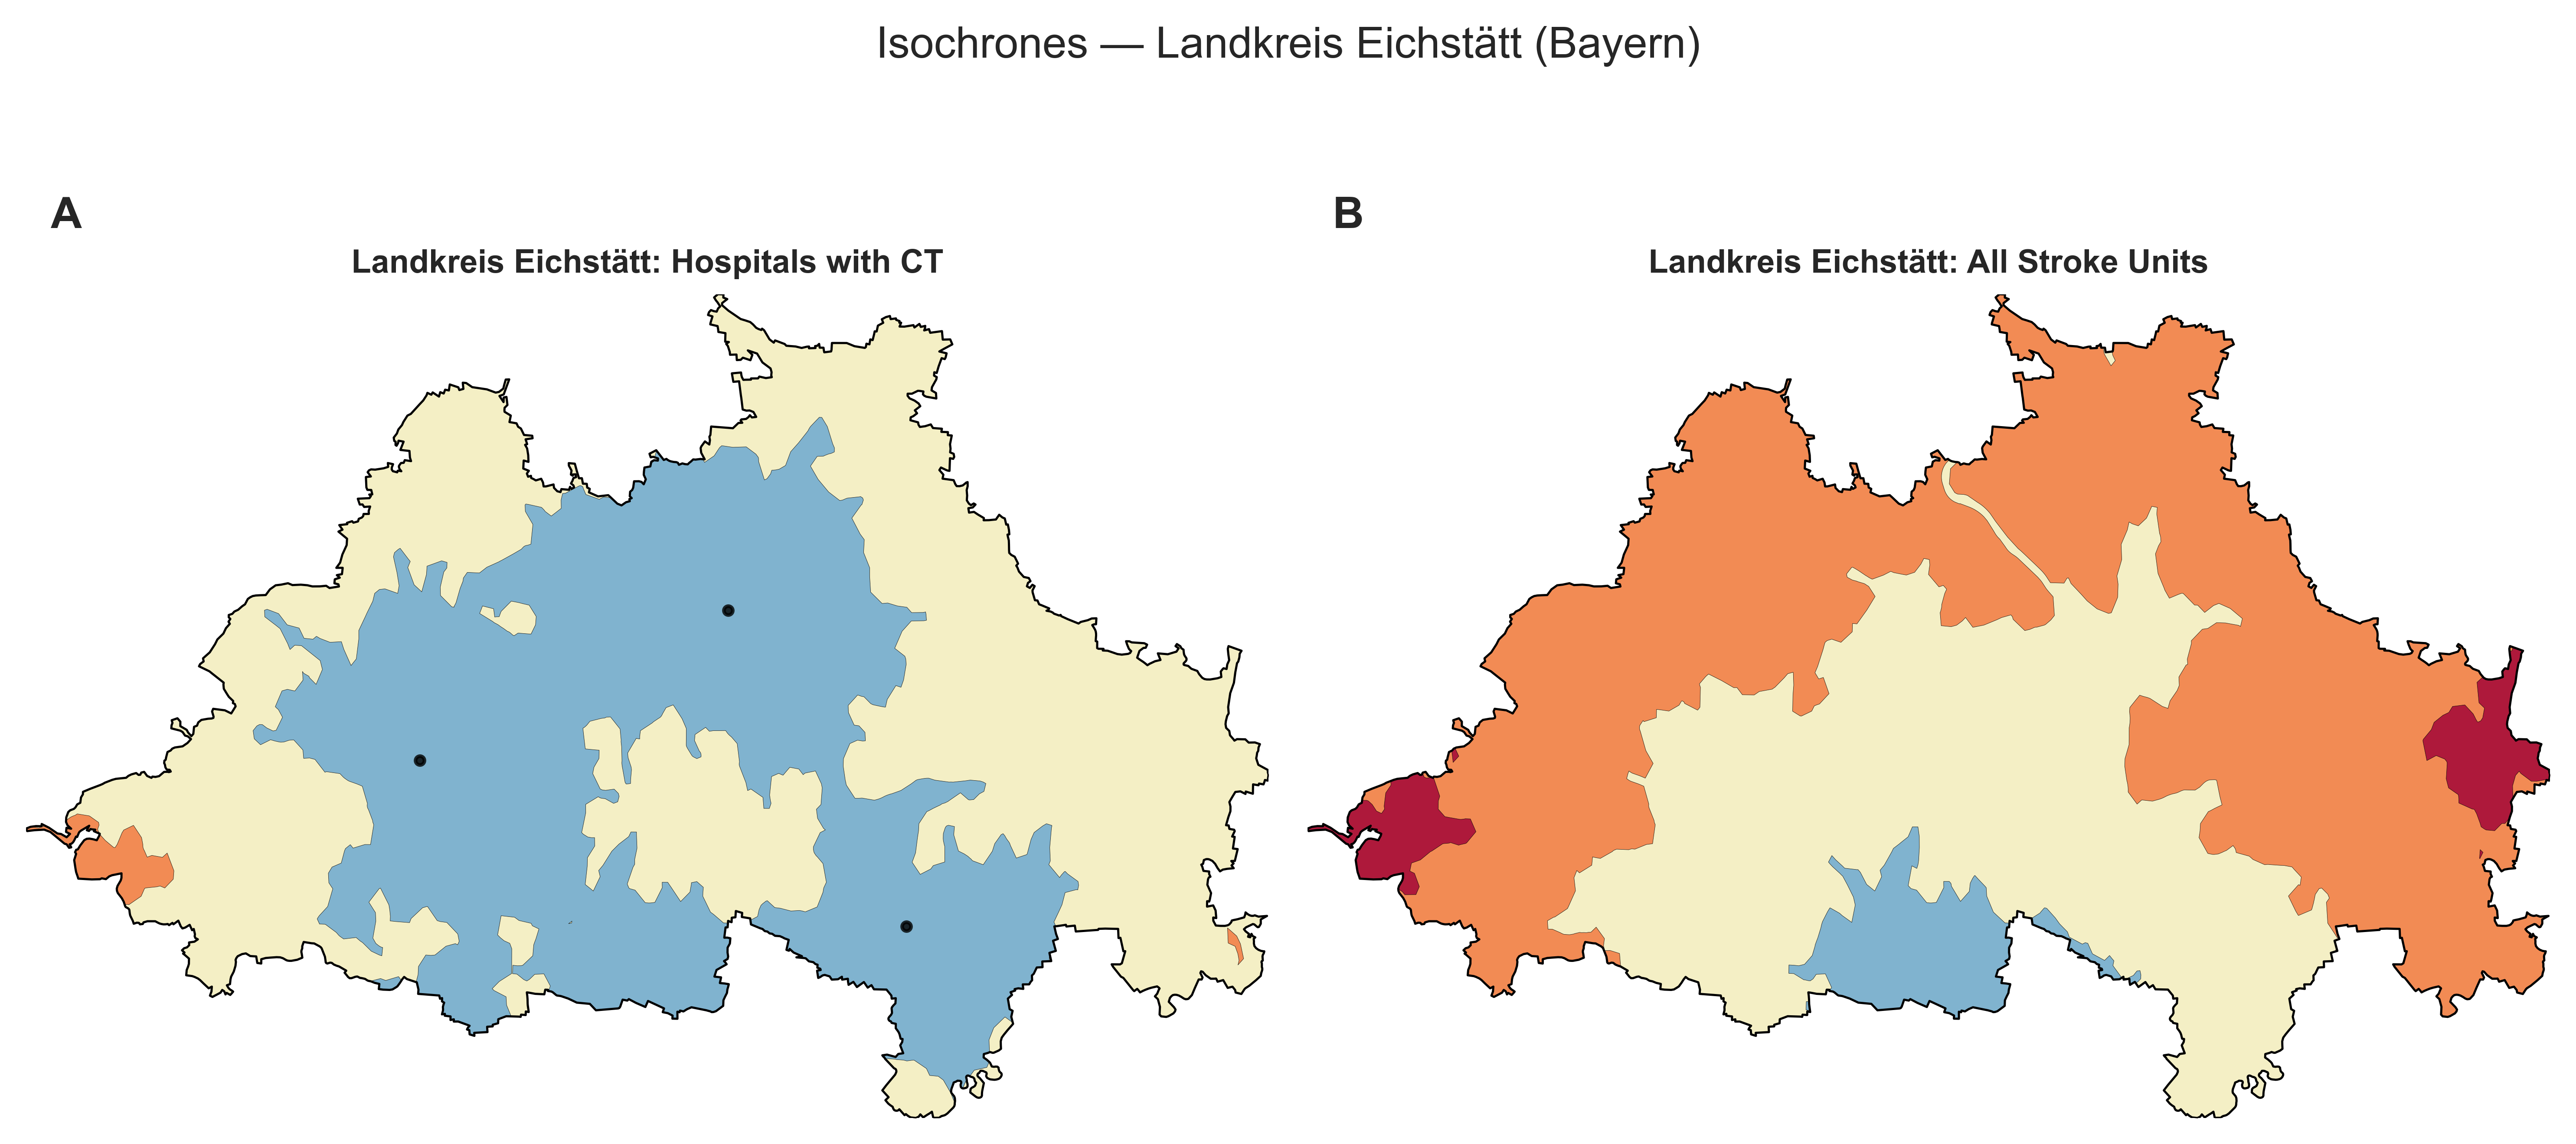 Isochrones — Landkreis Eichstätt (Bayern)
A
Landkreis Eichstätt: Hospitals with CT
B
Landkreis Eichstätt: All Stroke Units